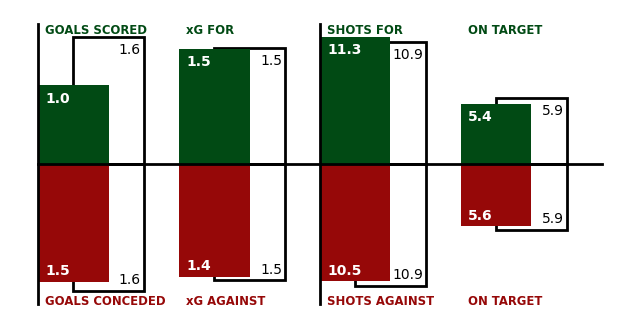 GOALS SCORED xG FOR SHOTS FOR ON TARGET
1.0 1.6 1.5 1.5 11.3 10.9 5.4 5.9
1.5 1.6 1.4 1.5 10.5 10.9 5.6 5.9
GOALS CONCEDED xG AGAINST SHOTS AGAINST ON TARGET